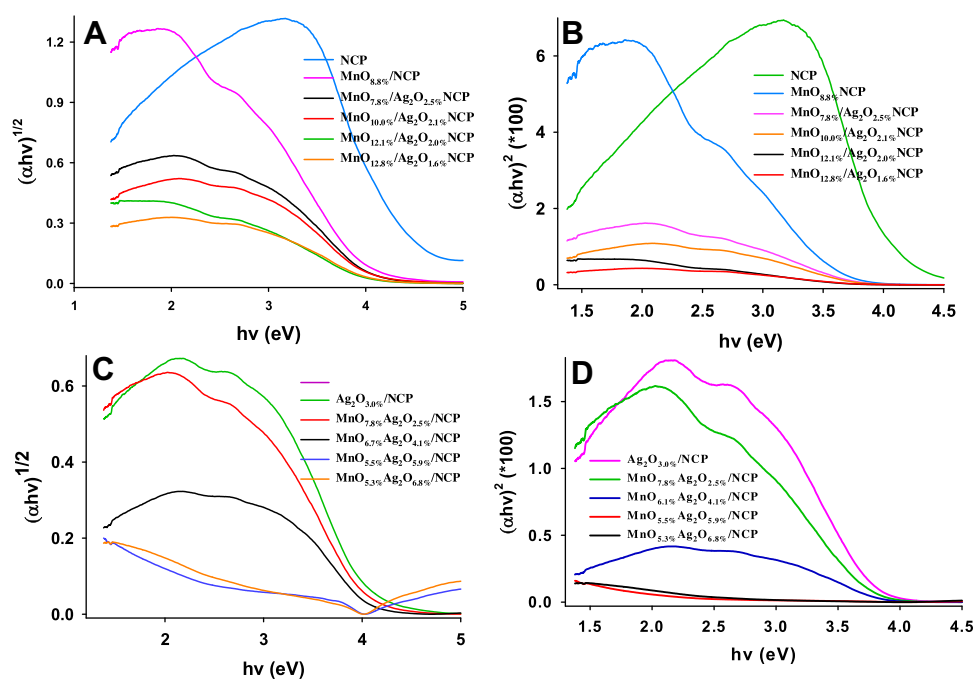 A
(αhν)^1/2
1.2
0.9
0.6
0.3
0.0
1
2
3
4
5
hν (eV)
NCP
MnO8.8%/NCP
MnO7.8%/Ag2O2.5%NCP
MnO10.0%/Ag2O2.1%NCP
MnO12.1%/Ag2O2.0%NCP
MnO12.8%/Ag2O1.6%NCP
B
(αhν)^2 (*100)
6
4
2
0
1.5
2.0
2.5
3.0
3.5
4.0
4.5
hν (eV)
NCP
MnO8.8%NCP
MnO7.8%/Ag2O2.5%NCP
MnO10.0%/Ag2O2.1%NCP
MnO12.1%/Ag2O2.0%NCP
MnO12.8%/Ag2O1.6%NCP
C
(αhν)1/2
0.6
0.4
0.2
0.0
2
3
4
5
hν (eV)
Ag2O3.0%/NCP
MnO7.8%Ag2O2.5%/NCP
MnO6.7%Ag2O4.1%/NCP
MnO5.5%Ag2O5.9%/NCP
MnO5.3%Ag2O6.8%/NCP
D
(αhν)^2 (*100)
1.5
1.0
0.5
0.0
1.5
2.0
2.5
3.0
3.5
4.0
4.5
hν (eV)
Ag2O3.0%/NCP
MnO7.8%Ag2O2.5%/NCP
MnO6.1%Ag2O4.1%/NCP
MnO5.5%Ag2O5.9%/NCP
MnO5.3%Ag2O6.8%/NCP